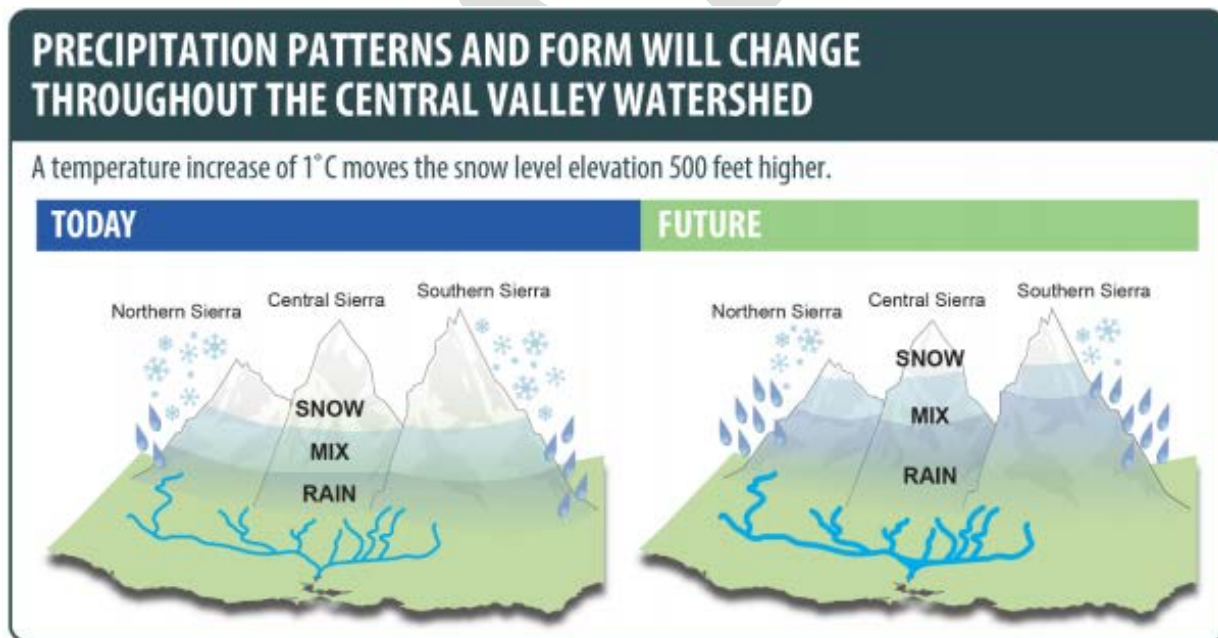 PRECIPITATION PATTERNS AND FORM WILL CHANGE
THROUGHOUT THE CENTRAL VALLEY WATERSHED
A temperature increase of 1°C moves the snow level elevation 500 feet higher.
TODAY
Northern Sierra
Central Sierra
Southern Sierra
SNOW
MIX
RAIN
FUTURE
Northern Sierra
Central Sierra
Southern Sierra
SNOW
MIX
RAIN